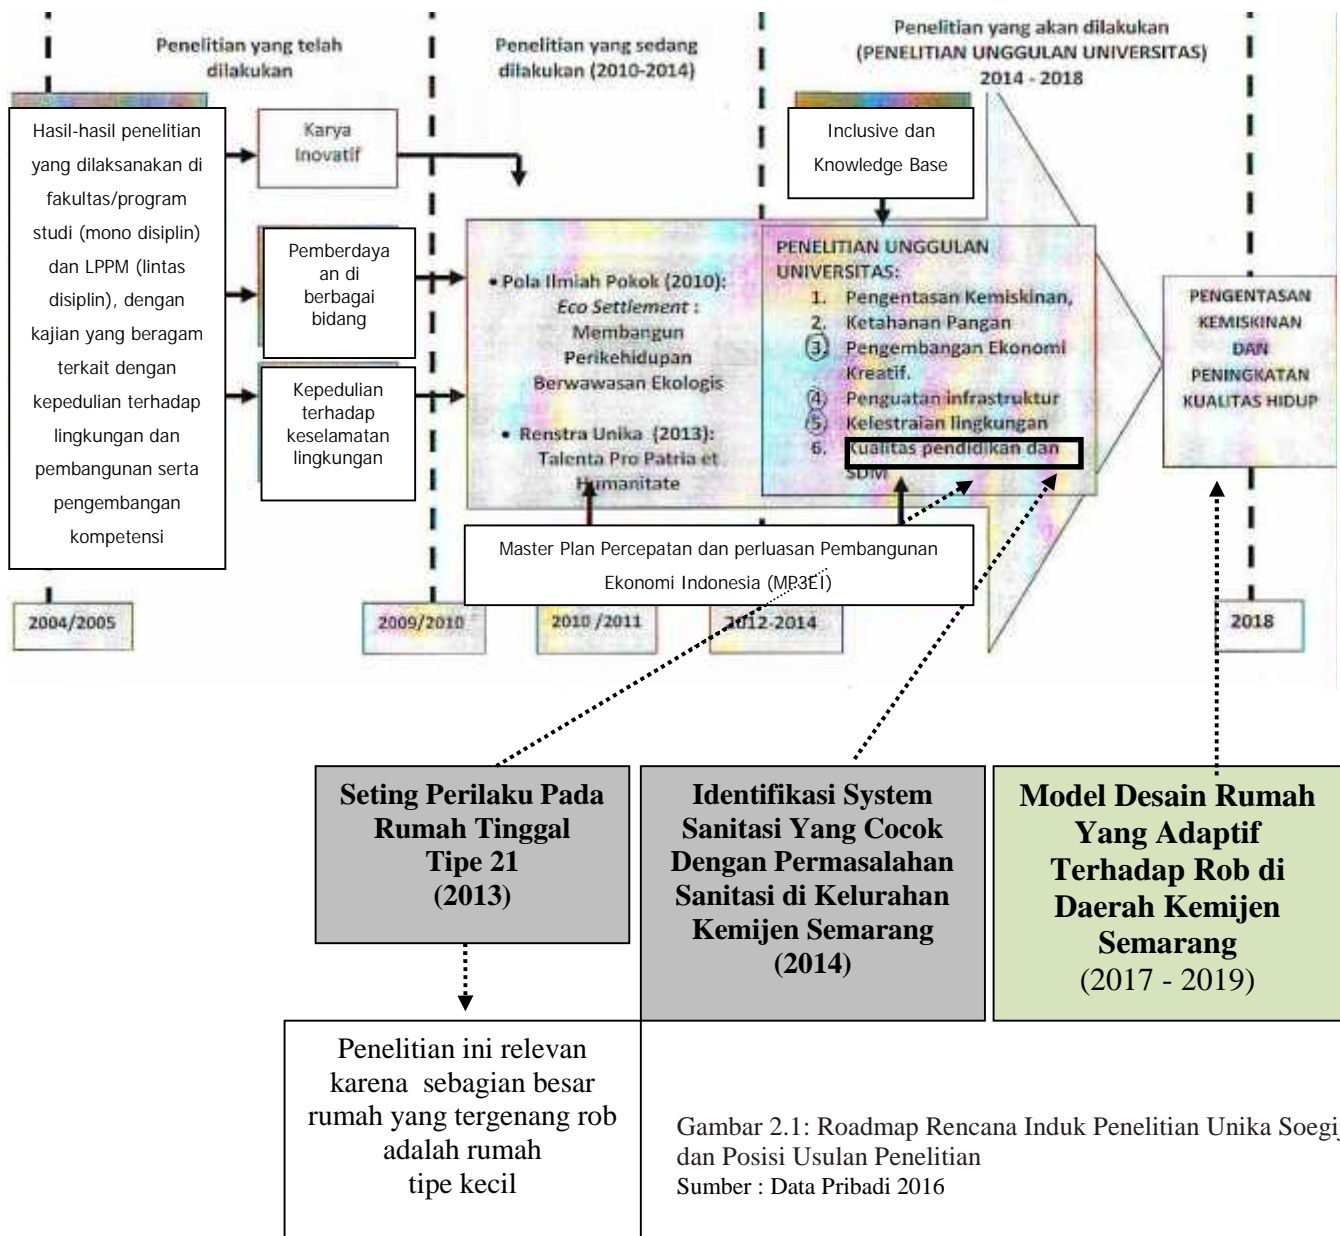 Penelitian yang telah
dilakukan
Penelitian yang sedang
dilakukan (2010-2014)
Penelitian yang akan dilakukan
(PENELITIAN UNGGULAN UNIVERSITAS)
2014 - 2018
Hasil-hasil penelitian
yang dilaksanakan di
fakultas/program
studi (mono disiplin)
dan LPPM (lintas
disiplin), dengan
kajian yang beragam
terkait dengan
kepedulian terhadap
lingkungan dan
pembangunan serta
pengembangan
kompetensi
Karya
Inovatif
Pemberdaya
an di
berbagai
bidang
Kepedulian
terhadap
keselamatan
lingkungan
• Pola Ilmiah Pokok (2010):
Eco Settlement :
Membangun
Perikehidupan
Berwawasan Ekologis
• Renstra Unika (2013):
Talenta Pro Patria et
Humanitate
Inclusive dan
Knowledge Base
PENELITIAN UNGGULAN
UNIVERSITAS:
1. Pengentasan Kemiskinan,
2. Ketahanan Pangan
3. Pengembangan Ekonomi
Kreatif.
4. Penguatan infrastruktur
5. Kelestraian lingkungan
6. Kualitas pendidikan dan
SDM
PENGENTASAN
KEMISKINAN
DAN
PENINGKATAN
KUALITAS HIDUP
Master Plan Percepatan dan perluasan Pembangunan
Ekonomi Indonesia (MP3EI)
2004/2005
2009/2010
2010 /2011
2012-2014
2018
Seting Perilaku Pada
Rumah Tinggal
Tipe 21
(2013)
Identifikasi System
Sanitasi Yang Cocok
Dengan Permasalahan
Sanitasi di Kelurahan
Kemijen Semarang
(2014)
Model Desain Rumah
Yang Adaptif
Terhadap Rob di
Daerah Kemijen
Semarang
(2017 - 2019)
Penelitian ini relevan
karena sebagian besar
rumah yang tergenang rob
adalah rumah
tipe kecil
Gambar 2.1: Roadmap Rencana Induk Penelitian Unika Soegij
dan Posisi Usulan Penelitian
Sumber : Data Pribadi 2016